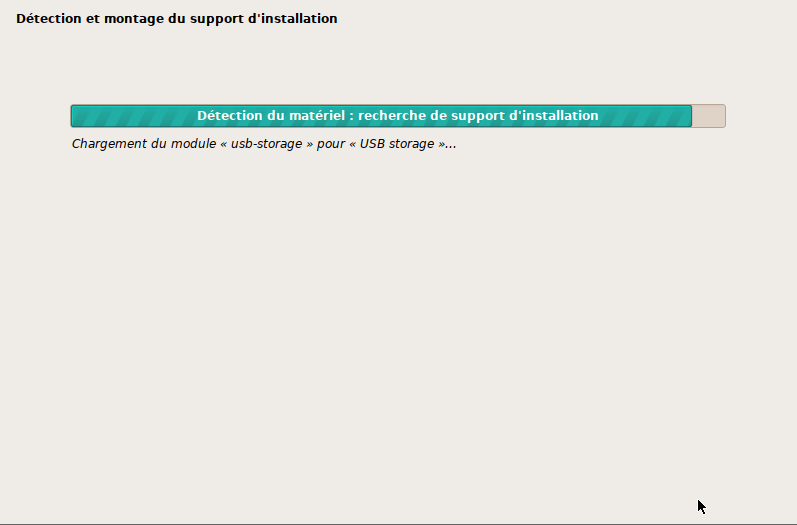 Détection et montage du support d'installation
Détection du matériel : recherche de support d'installation
Chargement du module « usb-storage » pour « USB storage »...